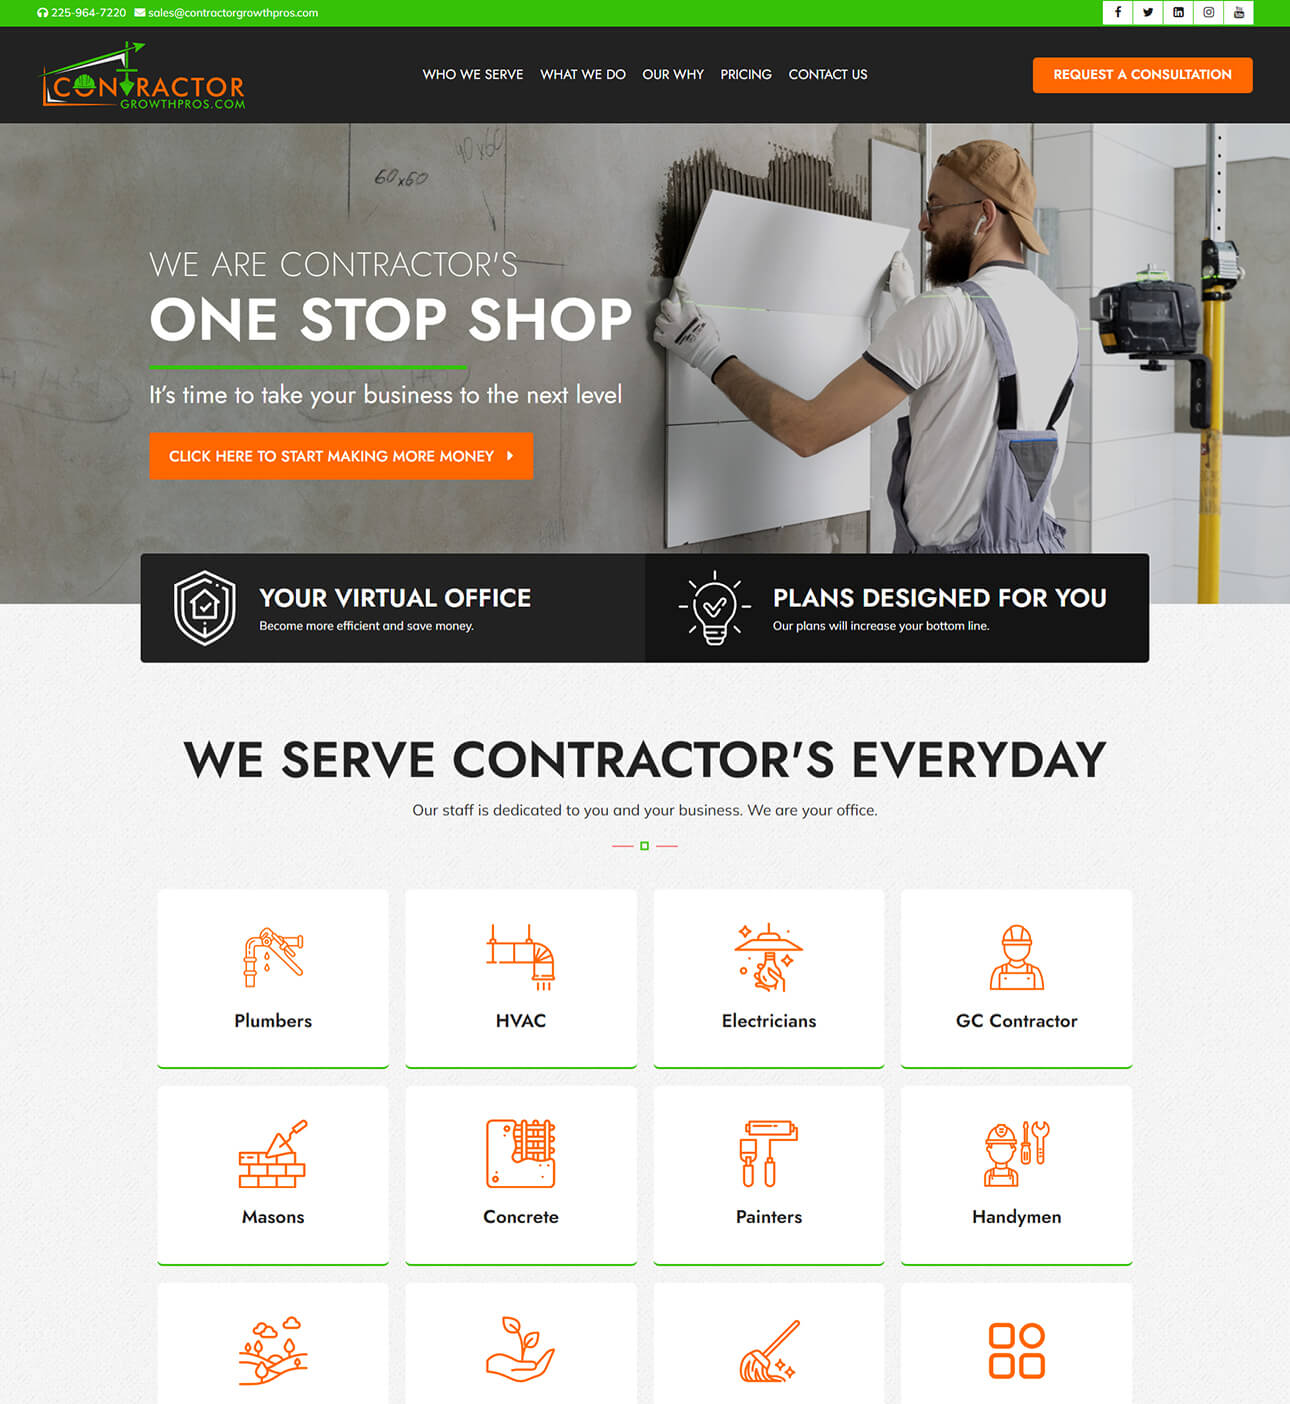 225-964-7220 sales@contractorgrowthpros.com
CONTRACTOR
GROWTHPROS.COM
WHO WE SERVE WHAT WE DO OUR WHY PRICING CONTACT US
REQUEST A CONSULTATION
40x60
60x60
WE ARE CONTRACTOR'S
ONE STOP SHOP
It's time to take your business to the next level
CLICK HERE TO START MAKING MORE MONEY
YOUR VIRTUAL OFFICE
Become more efficient and save money.
PLANS DESIGNED FOR YOU
Our plans will increase your bottom line.
WE SERVE CONTRACTOR'S EVERYDAY
Our staff is dedicated to you and your business. We are your office.
Plumbers
HVAC
Electricians
GC Contractor
Masons
Concrete
Painters
Handymen